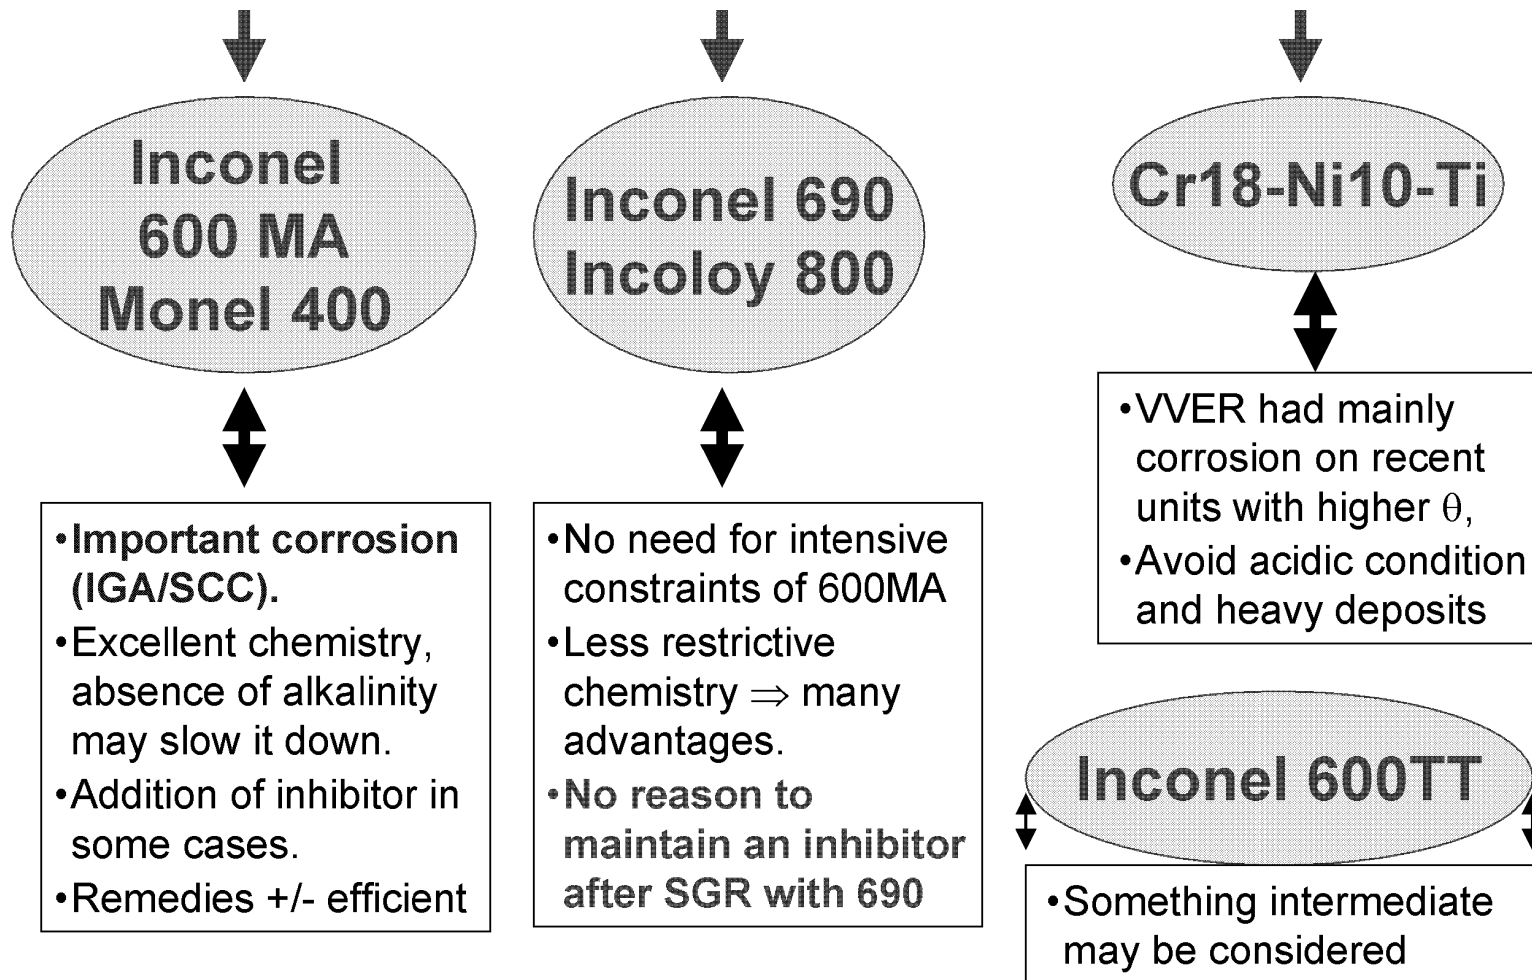 Inconel
600 MA
Monel 400
•Important corrosion
(IGA/SCC).
•Excellent chemistry,
absence of alkalinity
may slow it down.
•Addition of inhibitor in
some cases.
•Remedies +/- efficient
Inconel 690
Incoloy 800
•No need for intensive
constraints of 600MA
•Less restrictive
chemistry ⇒ many
advantages.
•No reason to
maintain an inhibitor
after SGR with 690
Cr18-Ni10-Ti
•VVER had mainly
corrosion on recent
units with higher θ,
•Avoid acidic condition
and heavy deposits
Inconel 600TT
•Something intermediate
may be considered